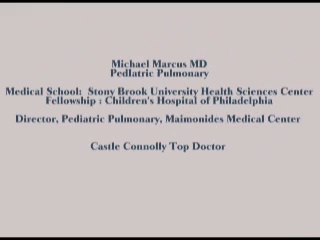 Michael Marcus MD
Pediatric Pulmonary
Medical School: Stony Brook University Health Sciences Center
Fellowship : Children's Hospital of Philadelphia
Director, Pediatric Pulmonary, Maimonides Medical Center
Castle Connolly Top Doctor